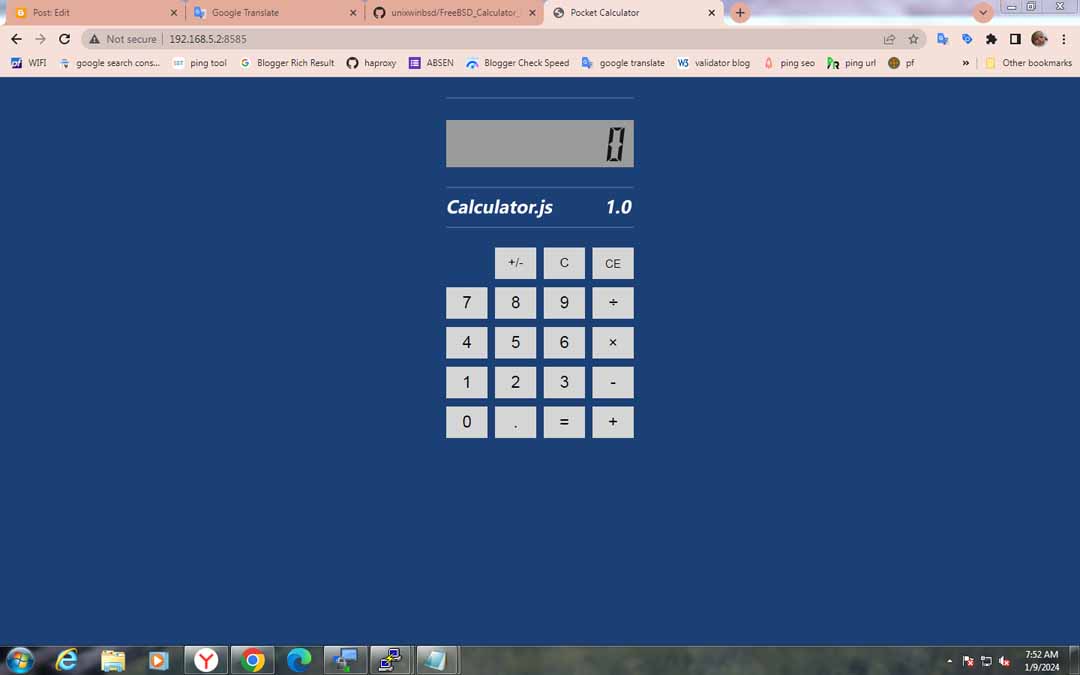 Post: Edit
Google Translate
unixwinbsd/FreeBSD_Calculator_
Pocket Calculator
Not secure
192.168.5.2:8585
WIFI
google search cons...
ping tool
Blogger Rich Result
haproxy
ABSEN
Blogger Check Speed
google translate
W3 validator blog
ping seo
ping url
pf
»
Other bookmarks
0
Calculator.js 1.0
+/- C CE
7 8 9 ÷
4 5 6 ×
1 2 3 -
0 . = +
7:52 AM
1/9/2024